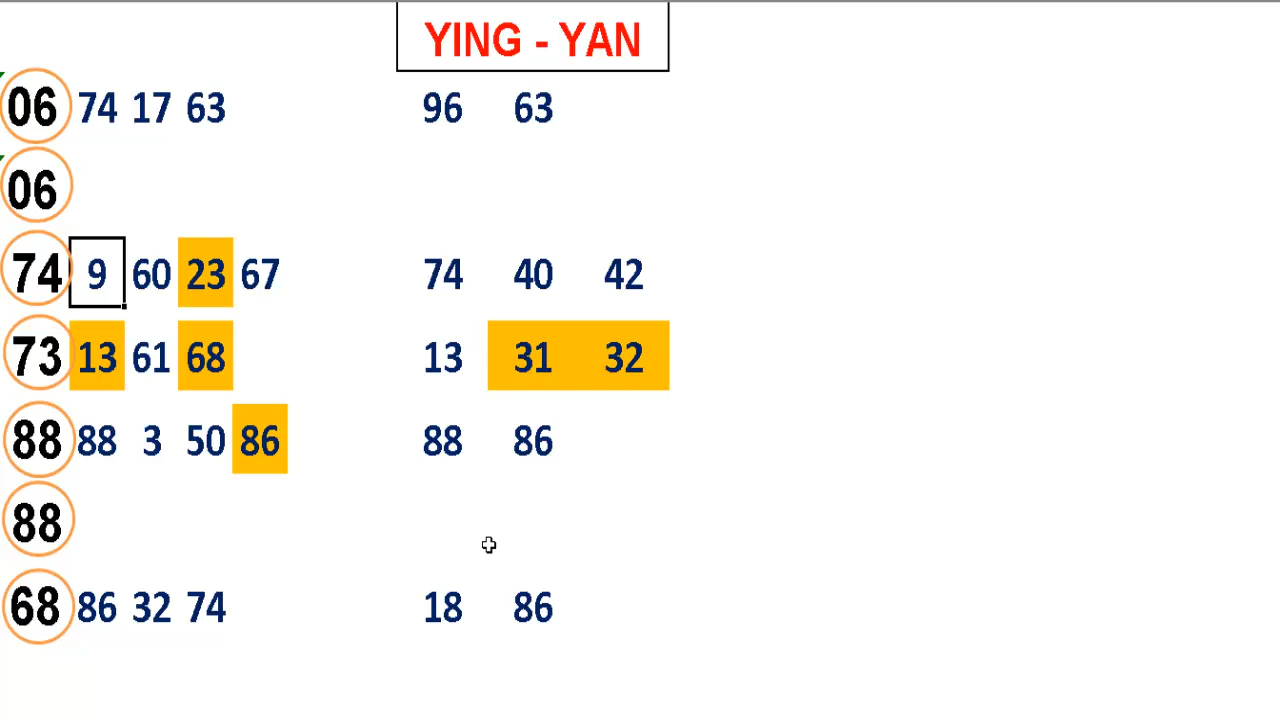 YING - YAN
06 74 17 63 96 63
06
74 9 60 23 67 74 40 42
73 13 61 68 13 31 32
88 88 3 50 86 88 86
88
68 86 32 74 18 86